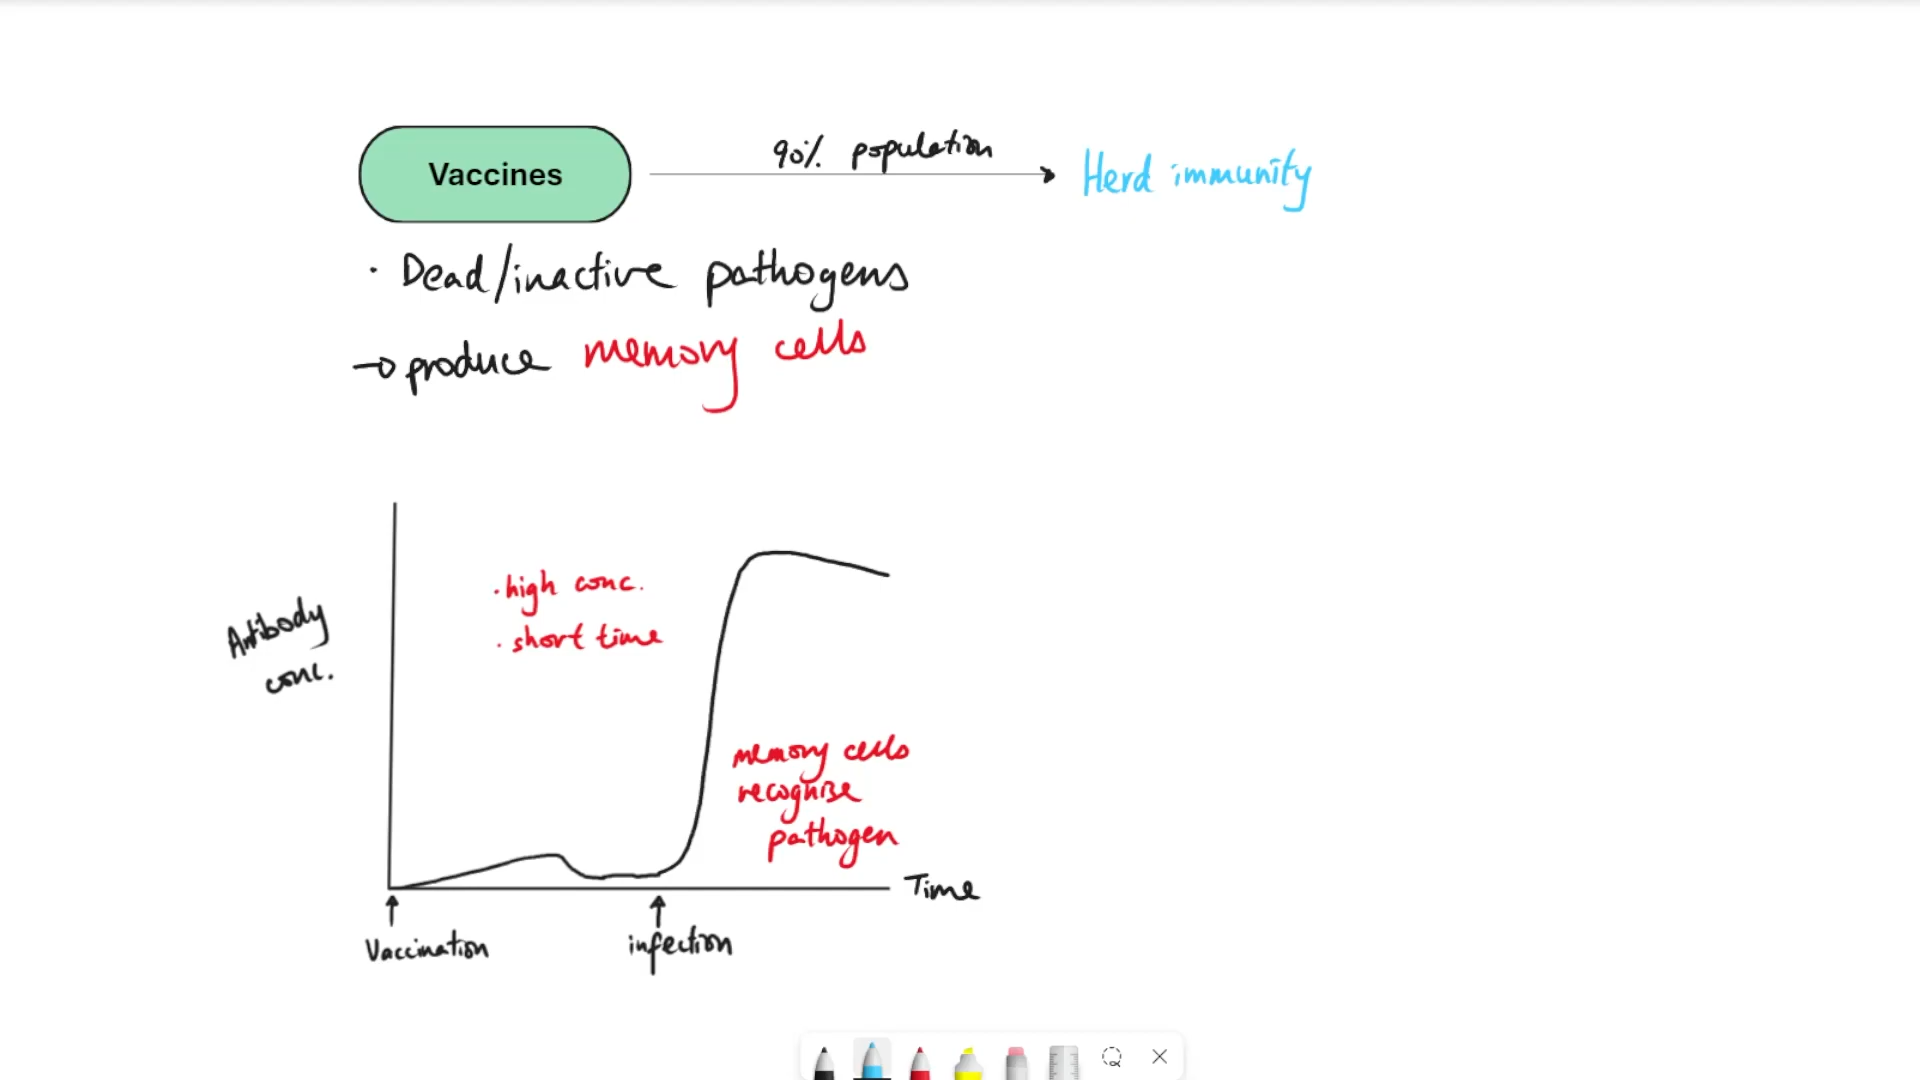 Vaccines
90% population
Herd immunity
· Dead/inactive pathogens
→ produce memory cells
Antibody
conc.
· high conc.
· short time
memory cells
recognise
pathogen
Time
Vaccination
infection